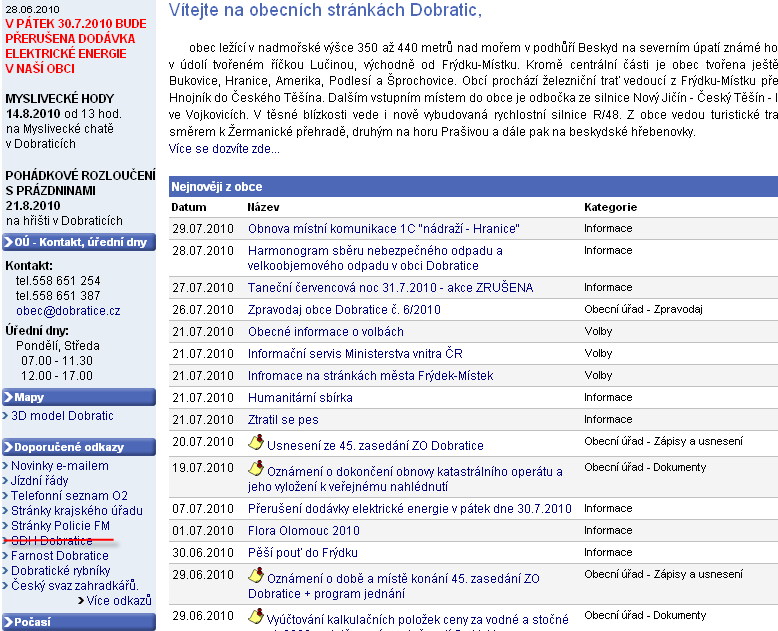 28.06.2010
V PÁTEK 30.7.2010 BUDE
PŘERUŠENA DODÁVKA
ELEKTRICKÉ ENERGIE
V NAŠÍ OBCI
MYSLIVECKÉ HODY
14.8.2010 od 13 hod.
na Myslivecké chatě
v Dobraticích
POHÁDKOVÉ ROZLOUČENÍ
S PRÁZDNINAMI
21.8.2010
na hřišti v Dobraticích
OÚ - Kontakt, úřední dny
Kontakt:
tel.558 651 254
tel.558 651 387
obec@dobratice.cz
Úřední dny:
Pondělí, Středa
07.00 - 11.30
12.00 - 17.00
Mapy
3D model Dobratic
Doporučené odkazy
Novinky e-mailem
Jízdní řády
Telefonní seznam O2
Stránky krajského úřadu
Stránky Policie FM
SDH Dobratice
Farnost Dobratice
Dobratické rybníky
Český svaz zahradkářů.
Více odkazů
Počasí
Vítejte na obecních stránkách Dobratic,
obec ležící v nadmořské výšce 350 až 440 metrů nad mořem v podhůří Beskyd na severním úpatí známé ho
v údolí tvořeném říčkou Lučinou, východně od Frýdku-Místku. Kromě centrální části je obec tvořena ještě
Bukovice, Hranice, Amerika, Podlesí a Šprochovice. Obcí prochází železniční trať vedoucí z Frýdku-Místku pře
Hnojník do Českého Těšína. Dalším vstupním místem do obce je odbočka ze silnice Nový Jičín - Český Těšín - I
ve Vojkovicích. V těsné blízkosti vede i nově vybudovaná rychlostní silnice R/48. Z obce vedou turistické tra
směrem k Žermanické přehradě, druhým na horu Prašivou a dále pak na beskydské hřebenovky.
Více se dozvíte zde...
Nejnověji z obce
Datum Název Kategorie
29.07.2010 Obnova místní komunikace 1C "nádraží - Hranice" Informace
28.07.2010 Harmonogram sběru nebezpečného odpadu a Informace
velkoobjemového odpadu v obci Dobratice
27.07.2010 Taneční červencová noc 31.7.2010 - akce ZRUŠENA Informace
26.07.2010 Zpravodaj obce Dobratice č. 6/2010 Obecní úřad - Zpravodaj
21.07.2010 Obecné informace o volbách Volby
21.07.2010 Informační servis Ministerstva vnitra ČR Volby
21.07.2010 Infromace na stránkách města Frýdek-Místek Volby
21.07.2010 Humanitární sbírka Informace
21.07.2010 Ztratil se pes Informace
20.07.2010 Usnesení ze 45. zasedání ZO Dobratice Obecní úřad - Zápisy a usnesení
19.07.2010 Oznámení o dokončení obnovy katastrálního operátu a Obecní úřad - Dokumenty
jeho vyložení k veřejnému nahlédnutí
07.07.2010 Přerušení dodávky elektrické energie v pátek dne 30.7.2010 Informace
01.07.2010 Flora Olomouc 2010 Informace
30.06.2010 Pěší pouť do Frýdku Informace
29.06.2010 Oznámení o době a místě konání 45. zasedání ZO Obecní úřad - Zápisy a usnesení
Dobratice + program jednání
29.06.2010 Vyúčtování kalkulačních položek ceny za vodné a stočné Obecní úřad - Dokumenty